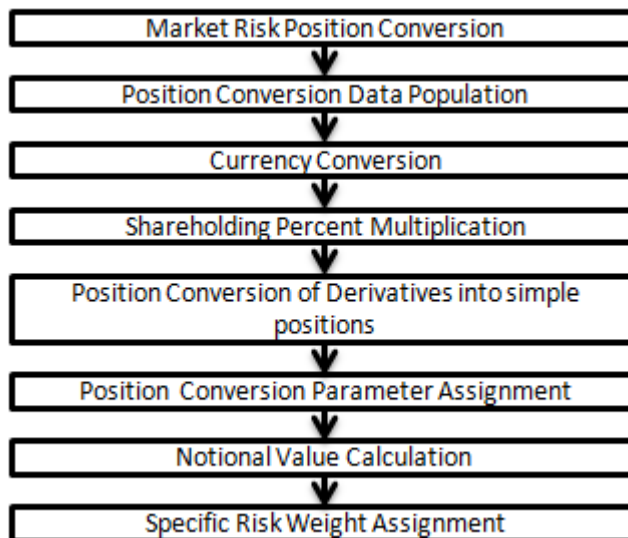 Market Risk Position Conversion
Position Conversion Data Population
Currency Conversion
Shareholding Percent Multiplication
Position Conversion of Derivatives into simple
positions
Position Conversion Parameter Assignment
Notional Value Calculation
Specific Risk Weight Assignment